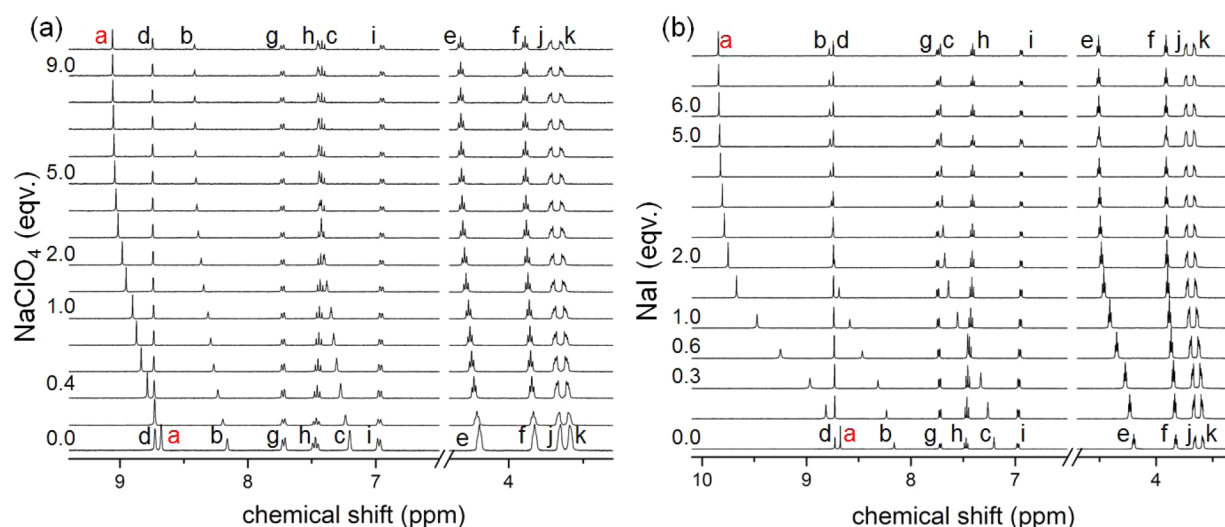 (a)
a d b g h c i e f j k
9.0
5.0
2.0
1.0
0.4
0.0
d a b g h c i e f j k
NaClO4 (eqv.)
9 8 7 6 4
chemical shift (ppm)
(b)
a b d g c h i e f j k
6.0
5.0
2.0
1.0
0.6
0.3
0.0
d a b g h c i e f j k
NaI (eqv.)
10 9 8 7 4
chemical shift (ppm)